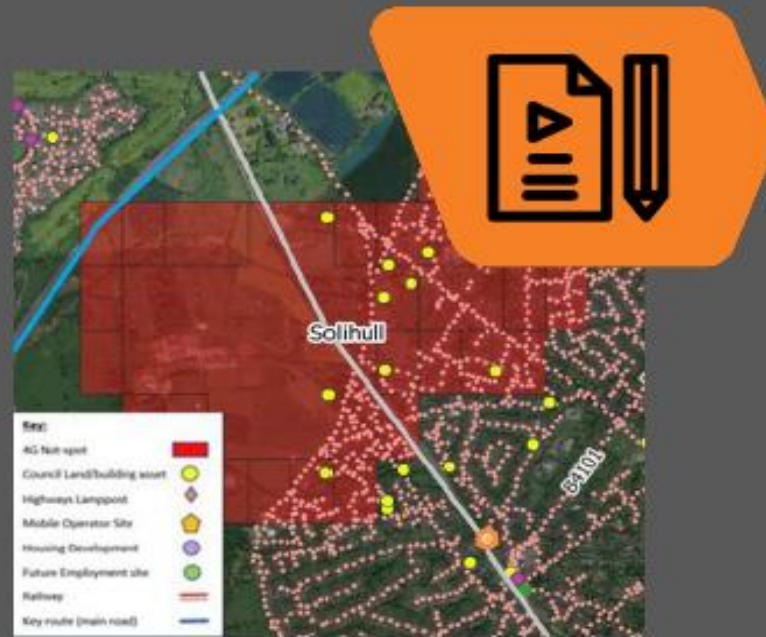 Solihull
B4101
Key:
4G Not-spot
Council Land/building asset
Highways Lamppost
Mobile Operator Site
Housing Development
Future Employment site
Railway
Key route (main road)